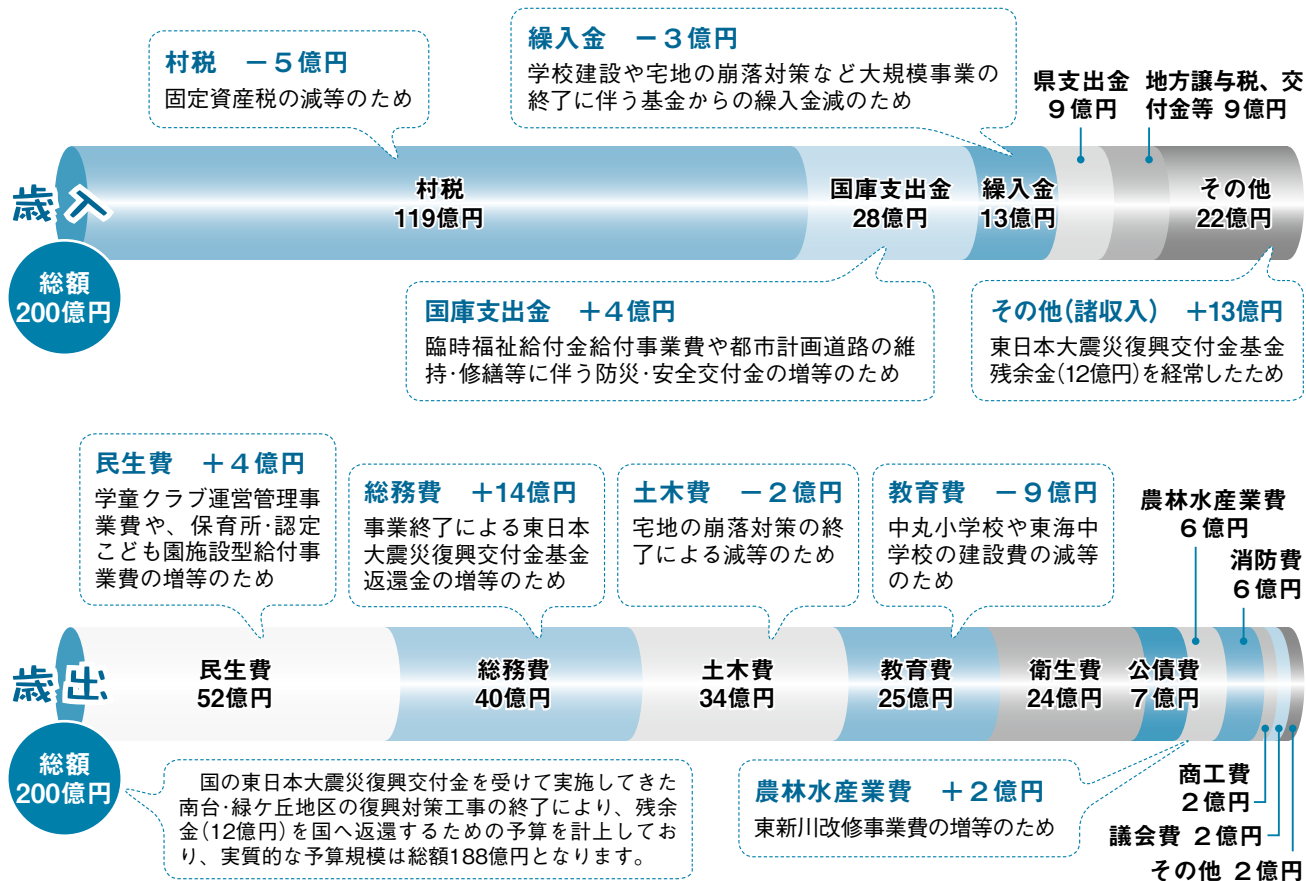 村税　－５億円
固定資産税の減等のため
繰入金　－３億円
学校建設や宅地の崩落対策など大規模事業の
終了に伴う基金からの繰入金減のため
県支出金
９億円
地方譲与税、交
付金等 ９億円
歳入
総額
200億円
村税
119億円
国庫支出金
28億円
繰入金
13億円
その他
22億円
国庫支出金　＋４億円
臨時福祉給付金給付事業費や都市計画道路の維
持・修繕等に伴う防災・安全交付金の増等のため
その他（諸収入）　＋13億円
東日本大震災復興交付金基金
残余金（12億円）を経常したため
民生費　＋４億円
学童クラブ運営管理事
業費や、保育所・認定
こども園施設型給付事
業費の増等のため
総務費　＋14億円
事業終了による東日本
大震災復興交付金基金
返還金の増等のため
土木費　－２億円
宅地の崩落対策の終
了による減等のため
教育費　－９億円
中丸小学校や東海中
学校の建設費の減等
のため
農林水産業費
６億円
消防費
６億円
歳出
総額
200億円
民生費
52億円
総務費
40億円
土木費
34億円
教育費
25億円
衛生費
24億円
公債費
７億円
国の東日本大震災復興交付金を受けて実施してきた
南台・緑ケ丘地区の復興対策工事の終了により、残余
金（12億円）を国へ返還するための予算を計上してお
り、実質的な予算規模は総額188億円となります。
農林水産業費　＋２億円
東新川改修事業費の増等のため
商工費
２億円
議会費 ２億円
その他 ２億円